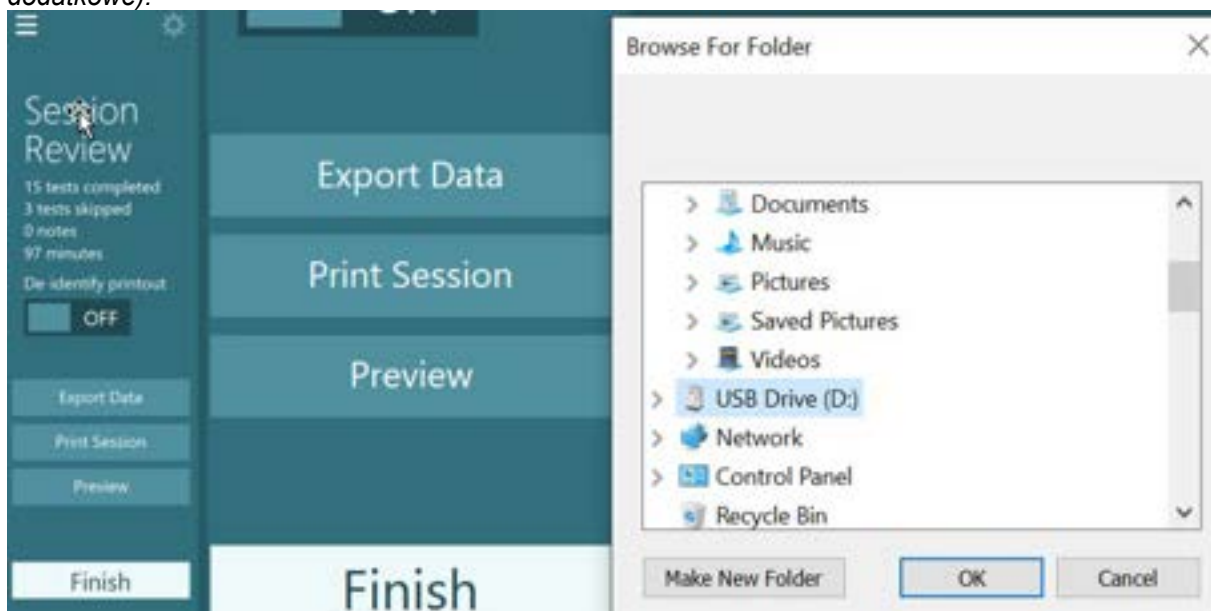 dodatkowe).
Session
Review
15 tests completed
3 tests skipped
0 notes
97 minutes
De identify printout
OFF
Export Data
Print Session
Preview
Finish
Export Data
Print Session
Preview
Finish
Browse For Folder
Documents
Music
Pictures
Saved Pictures
Videos
USB Drive (D:)
Network
Control Panel
Recycle Bin
Make New Folder
OK
Cancel